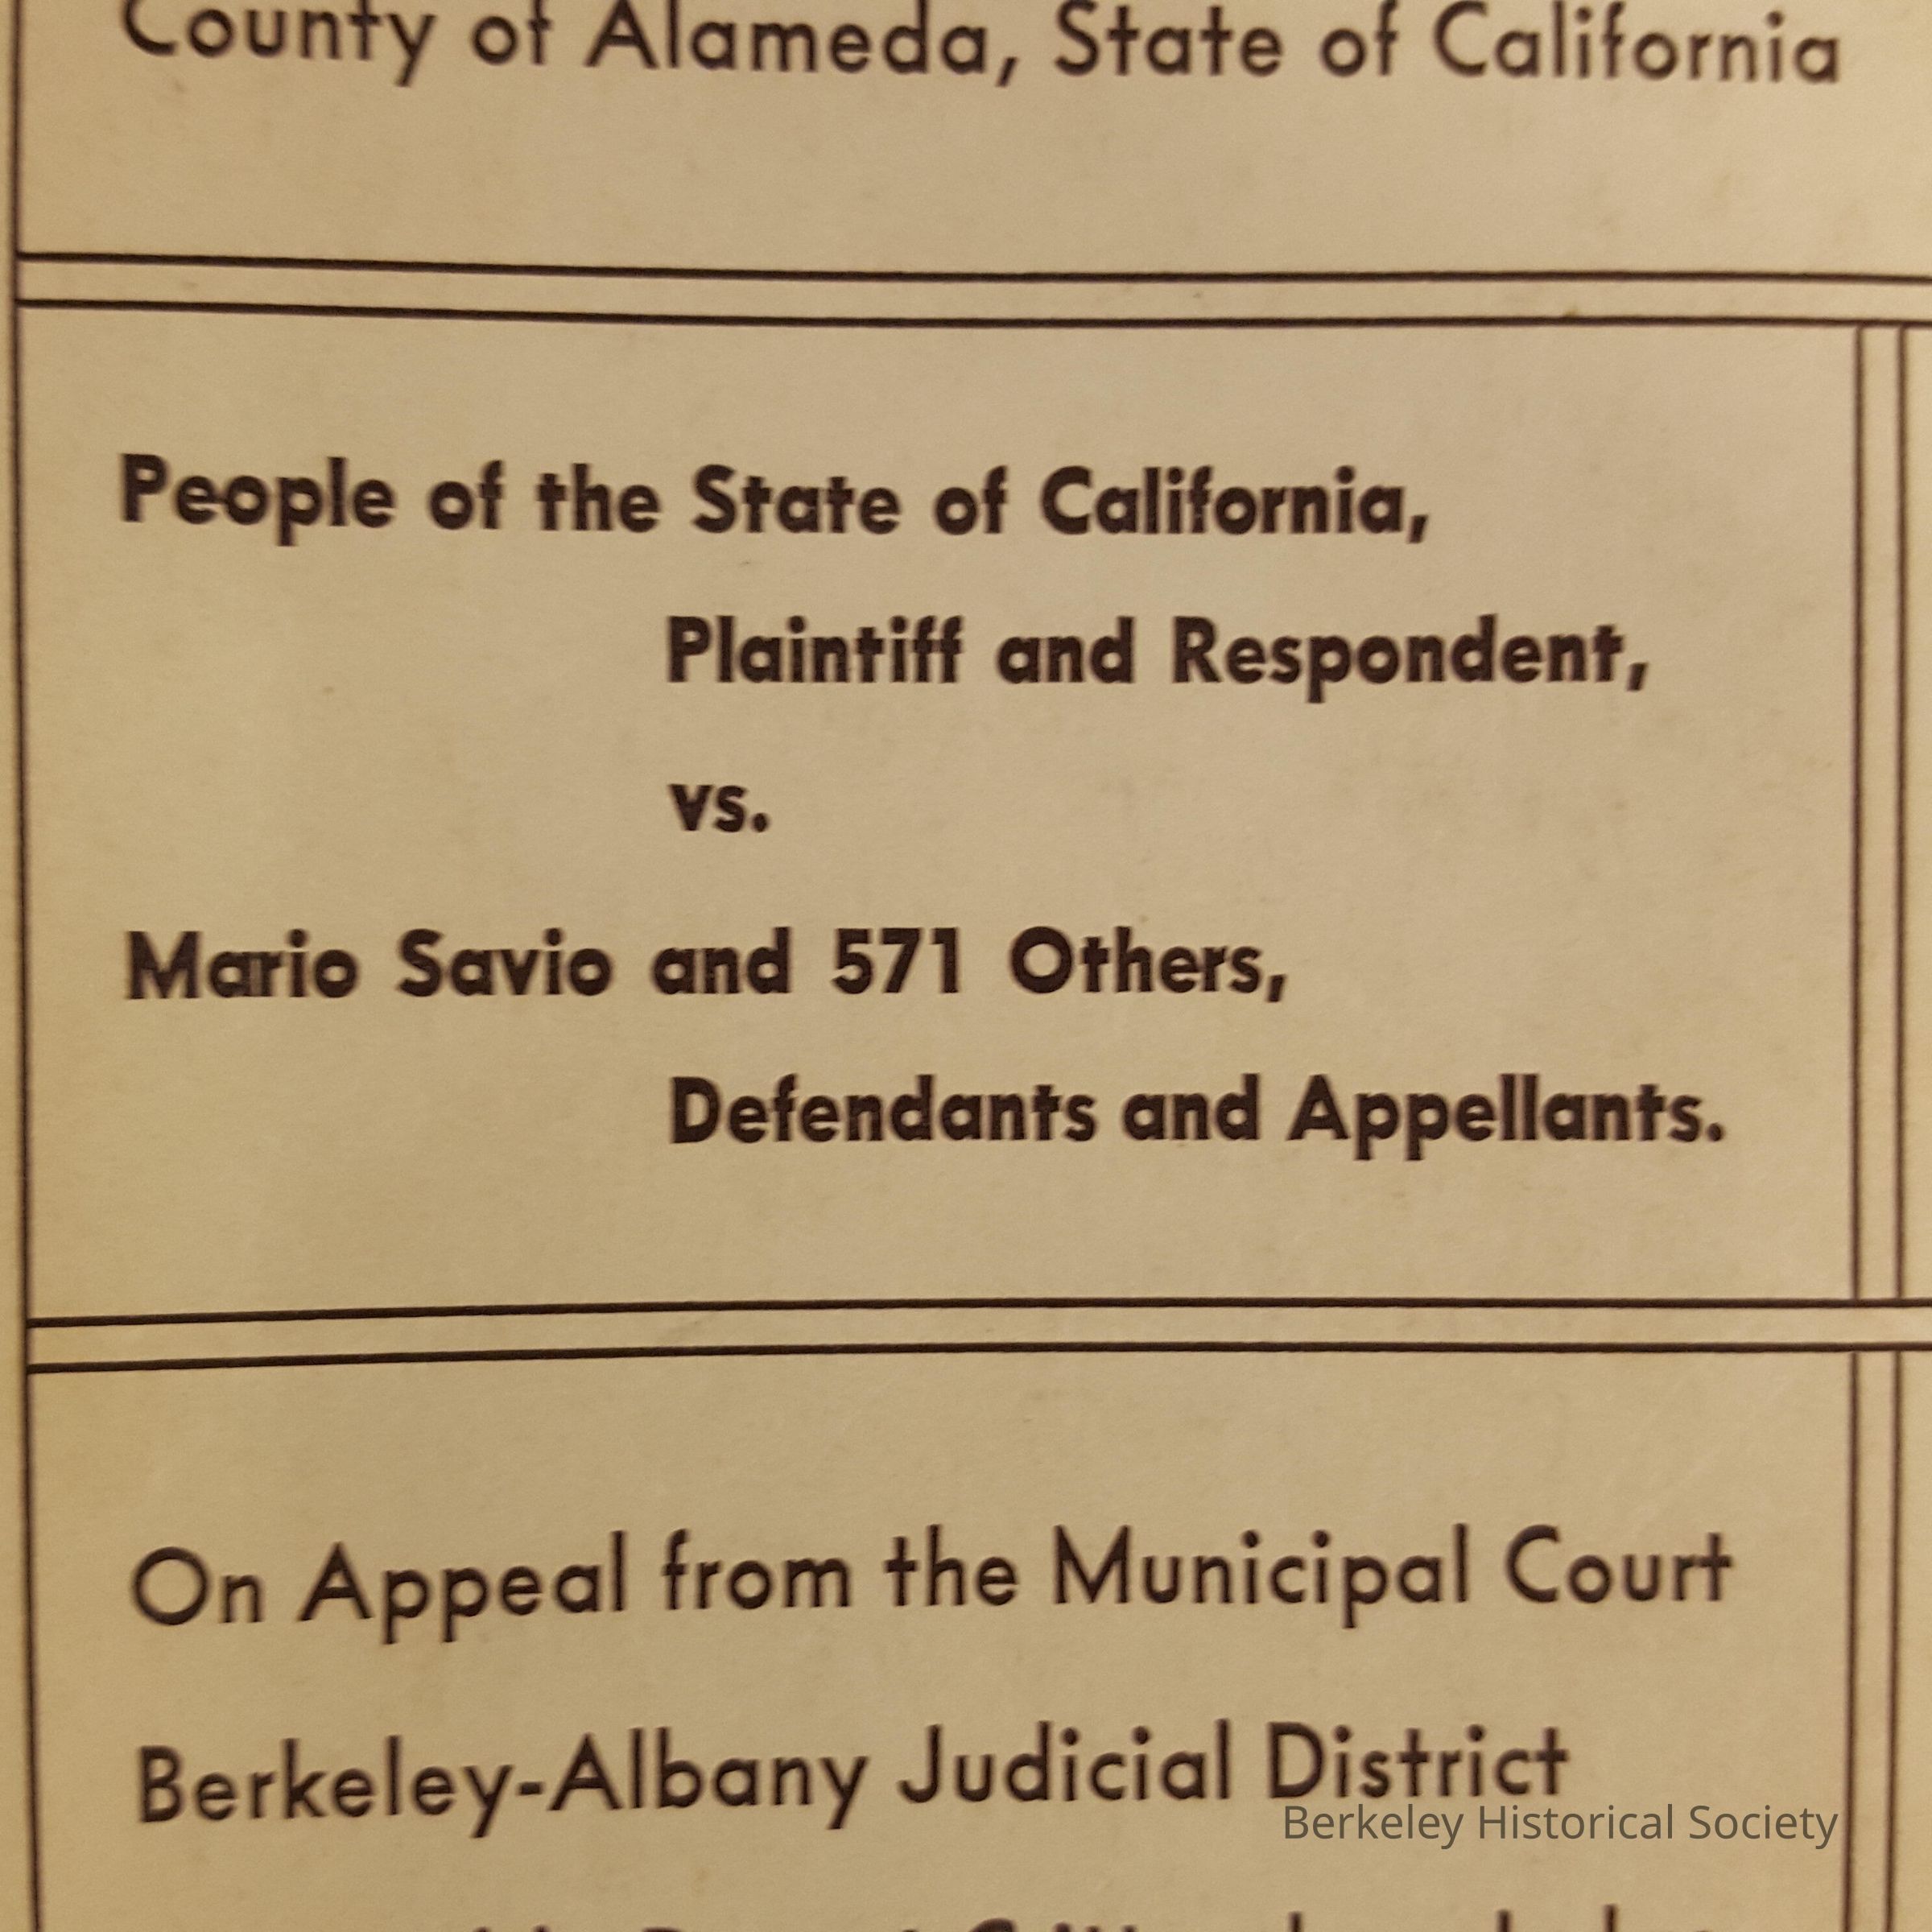 County of Alameda, State of California
People of the State of California,
Plaintiff and Respondent,
vs.
Mario Savio and 571 Others,
Defendants and Appellants.
On Appeal from the Municipal Court
Berkeley-Albany Judicial District
Berkeley Historical Society